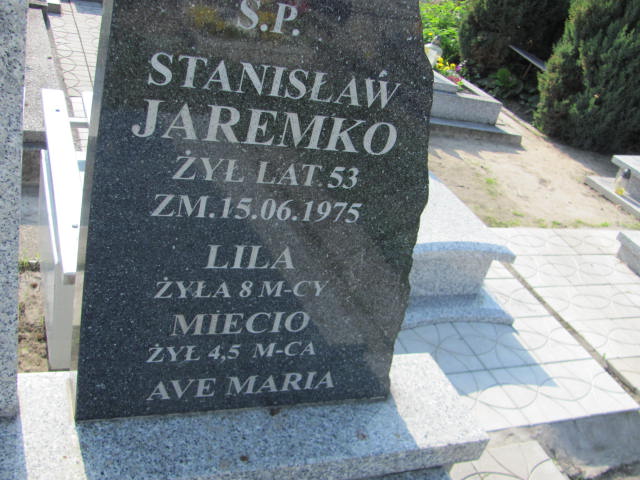 Ś.P.
STANISŁAW
JAREMKO
ŻYŁ LAT 53
ZM.15.06.1975
LILA
ŻYŁA 8 M-CY
MIECIO
ŻYŁ 4,5 M-CA
AVE MARIA